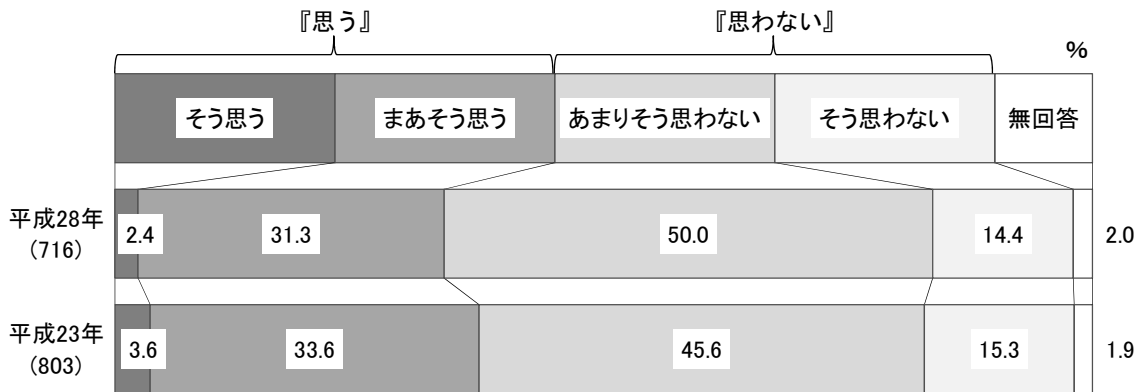 『思う』
『思わない』
%
そう思う
まあそう思う
あまりそう思わない
そう思わない
無回答
平成28年
(716)
2.4
31.3
50.0
14.4
2.0
平成23年
(803)
3.6
33.6
45.6
15.3
1.9